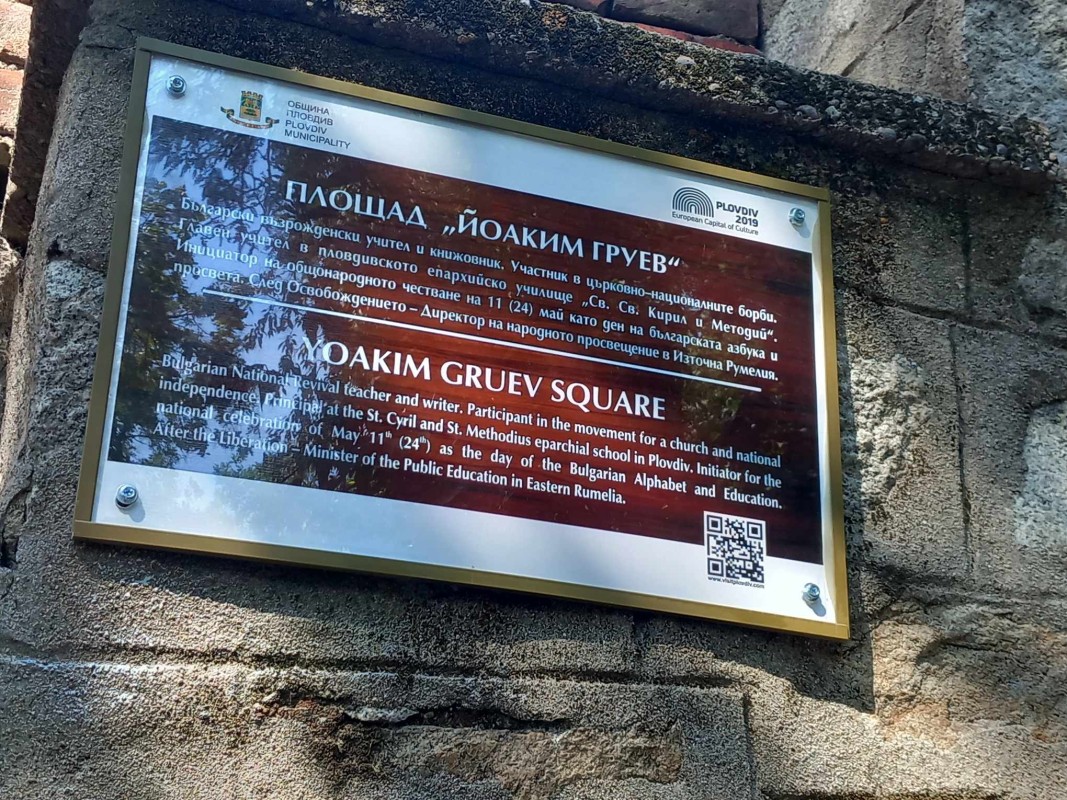 ОБЩИНА
ПЛОВДИВ
PLOVDIV
MUNICIPALITY
PLOVDIV
2019
European Capital of Culture
ПЛОЩАД „ЙОАКИМ ГРУЕВ“
Български възрожденски учител и книжовник. Участник в църковно-националните борби.
Главен учител в пловдивското епархийско училище „Св. Св. Кирил и Методий“.
Инициатор на общонародното честване на 11 (24) май като ден на българската азбука и
просвета. След Освобождението – Директор на народното просвещение в Източна Румелия.
YOAKIM GRUEV SQUARE
Bulgarian National Revival teacher and writer. Participant in the movement for a church and national
independence. Principal at the St. Cyril and St. Methodius eparchial school in Plovdiv. Initiator for the
national celebration of May 11th (24th) as the day of the Bulgarian Alphabet and Education.
After the Liberation – Minister of the Public Education in Eastern Rumelia.
www.visitplovdiv.com